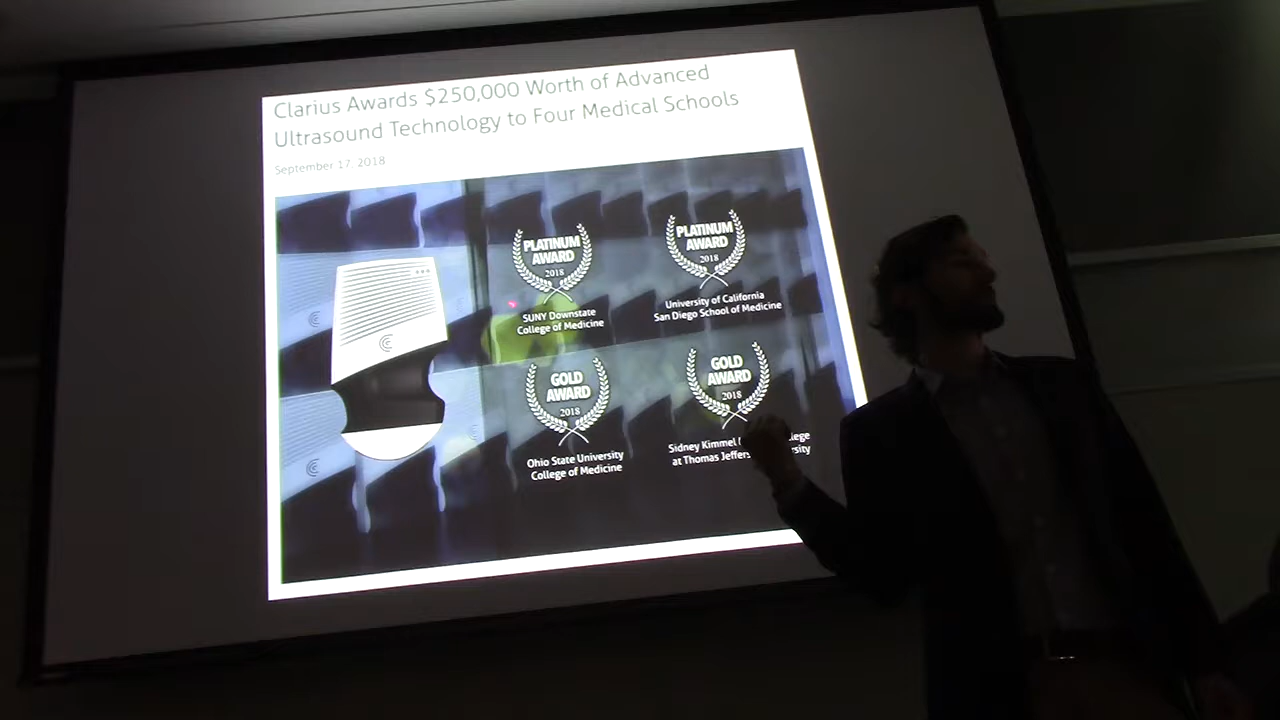 Clarius Awards $250,000 Worth of Advanced
Ultrasound Technology to Four Medical Schools
September 17, 2018
PLATINUM
AWARD
2018
SUNY Downstate
College of Medicine
PLATINUM
AWARD
2018
University of California
San Diego School of Medicine
GOLD
AWARD
2018
Ohio State University
College of Medicine
GOLD
AWARD
2018
Sidney Kimmel
at Thomas